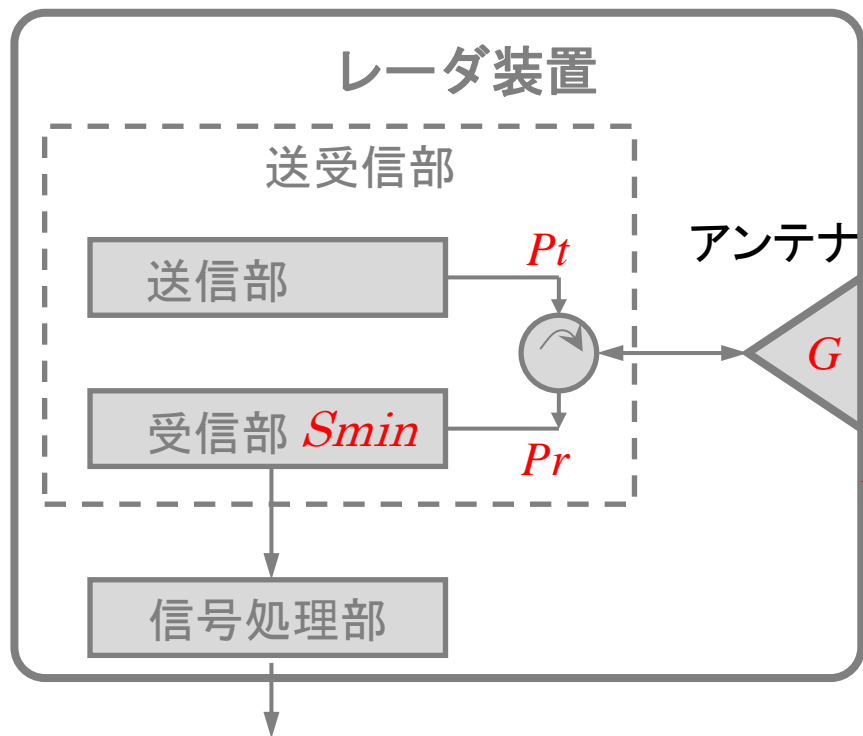 レーダ装置
送受信部
Pt
アンテナ
送信部
G
受信部 Smin
Pr
信号処理部